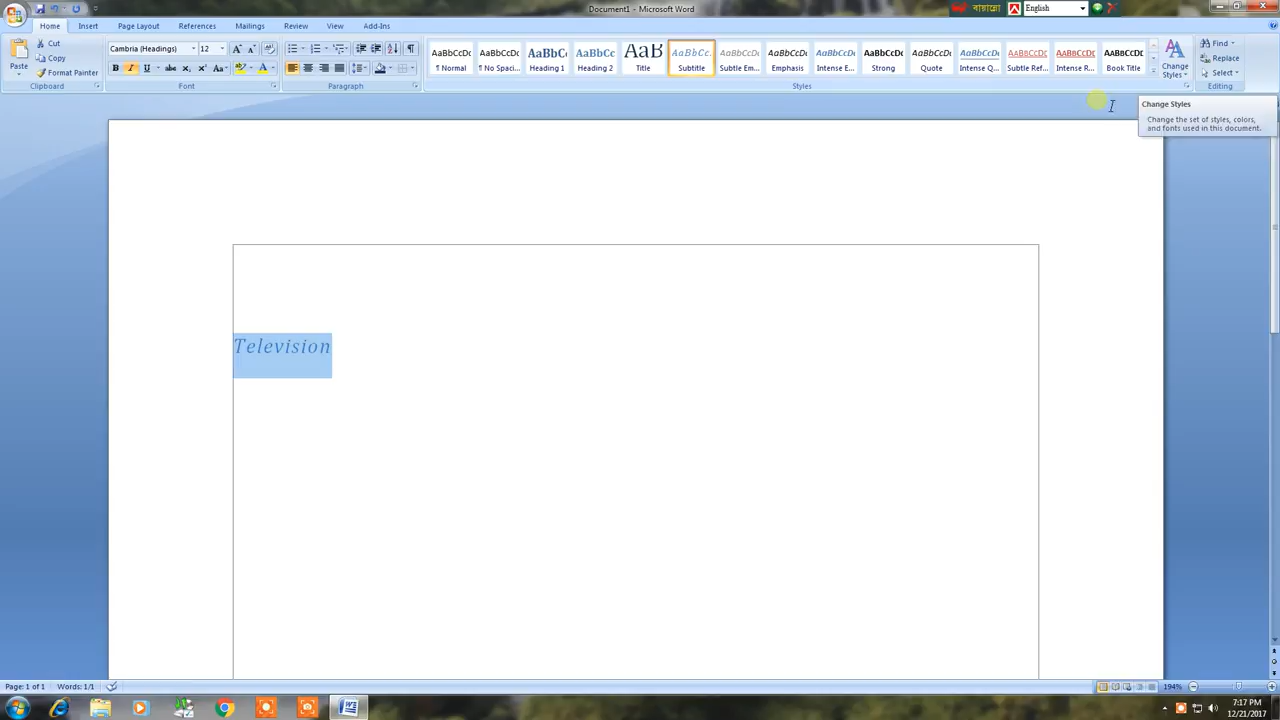 Document1 - Microsoft Word
বায়ান্নো
English
Home Insert Page Layout References Mailings Review View Add-Ins
Paste
Cut
Copy
Format Painter
Clipboard
Cambria (Headings) 12
B I U abc x₂ x² Aa
Font
Paragraph
AaBbCcDc AaBbCcDc AaBbCc AaBbCc AaB AaBbCc. AaBbCcDc AaBbCcDc AaBbCcDc AaBbCcDc AaBbCcDc AaBbCcDc AaBbCcDc AaBbCcDc AaBbCcDc
¶ Normal ¶ No Spaci... Heading 1 Heading 2 Title Subtitle Subtle Em... Emphasis Intense E... Strong Quote Intense Q... Subtle Ref... Intense R... Book Title
Styles
Change
Styles
Find
Replace
Select
Editing
Change Styles
Change the set of styles, colors,
and fonts used in this document.
Television
Page: 1 of 1 Words: 1/1
194%
7:17 PM
12/21/2017